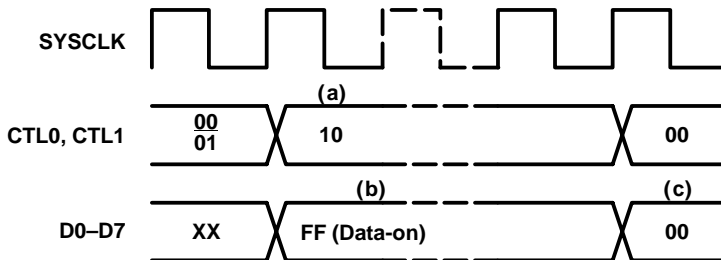 SYSCLK
(a)
CTL0, CTL1
00
01
10
00
(b)
(c)
D0–D7
XX
FF (Data-on)
00